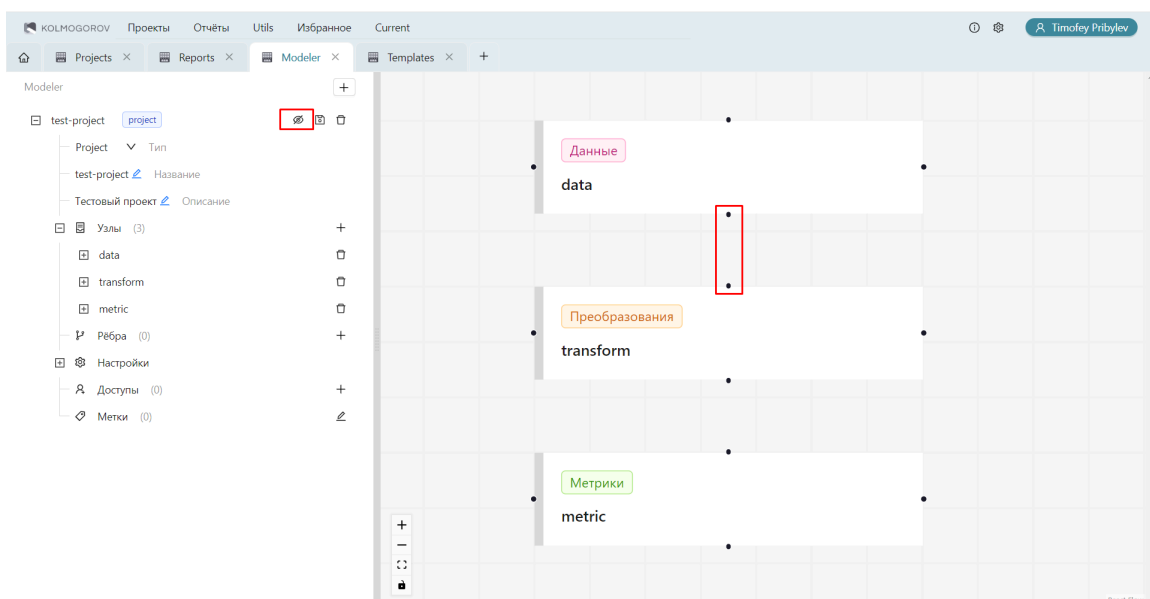 KOLMOGOROV Проекты Отчёты Utils Избранное Current Timofey Pribylev
Projects Reports Modeler Templates
Modeler
test-project project
Project Тип
test-project Название
Тестовый проект Описание
Узлы (3)
data
transform
metric
Рёбра (0)
Настройки
Доступы (0)
Метки (0)
Данные
data
Преобразования
transform
Метрики
metric